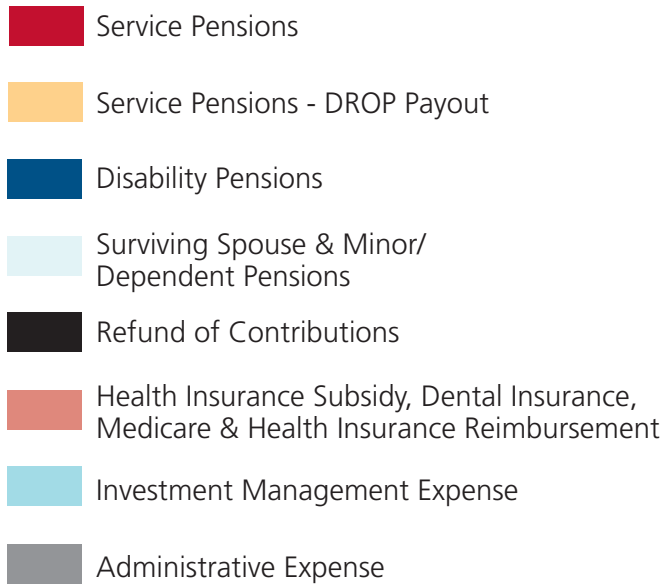 Service Pensions
Service Pensions - DROP Payout
Disability Pensions
Surviving Spouse & Minor/
Dependent Pensions
Refund of Contributions
Health Insurance Subsidy, Dental Insurance,
Medicare & Health Insurance Reimbursement
Investment Management Expense
Administrative Expense